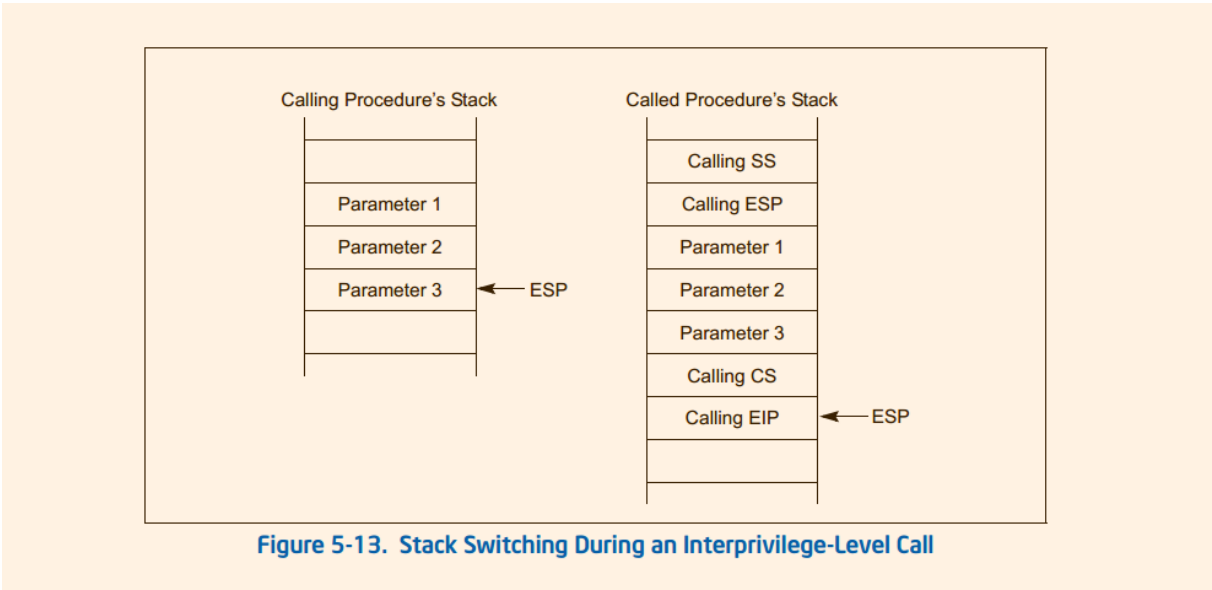 Calling Procedure’s Stack
Parameter 1
Parameter 2
Parameter 3
ESP
Called Procedure’s Stack
Calling SS
Calling ESP
Parameter 1
Parameter 2
Parameter 3
Calling CS
Calling EIP
ESP
Figure 5-13. Stack Switching During an Interprivilege-Level Call